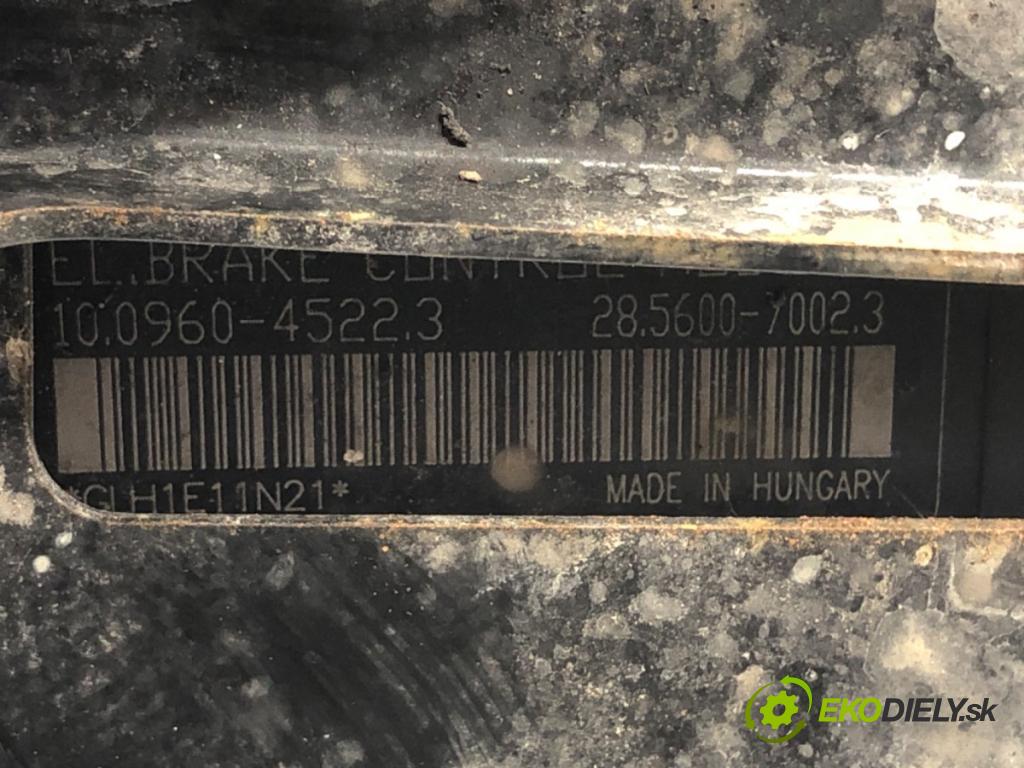 EL.BRAKE CONTROL
10.0960-4522.3 28.5600-7002.3
*GLH1E11N21* MADE IN HUNGARY
EKODIELY.sk